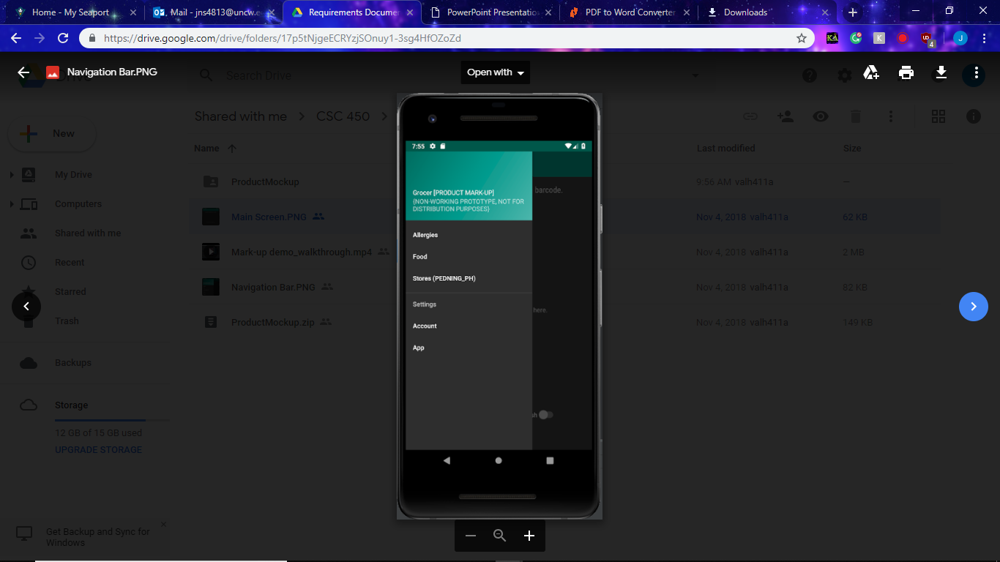 Home - My Seaport
Mail - jns4813@uncw.e
Requirements Documen
PowerPoint Presentatio
PDF to Word Converter
Downloads
https://drive.google.com/drive/folders/17p5tNjgeECRYzjSOnuy1-3sg4HfOZoZd
Navigation Bar.PNG
Search Drive
Open with
Shared with me > CSC 450 >
New
Name
Last modified
Size
My Drive
Computers
Shared with me
Recent
Starred
Trash
Backups
Storage
12 GB of 15 GB used
UPGRADE STORAGE
Get Backup and Sync for
Windows
ProductMockup
9:56 AM valh411a
—
Main Screen.PNG
Nov 4, 2018 valh411a
62 KB
Mark-up demo_walkthrough.mp4
Nov 4, 2018 valh411a
2 MB
Navigation Bar.PNG
Nov 4, 2018 valh411a
82 KB
ProductMockup.zip
Nov 4, 2018 valh411a
149 KB
7:55
Grocer [PRODUCT MARK-UP]
(NON-WORKING PROTOTYPE, NOT FOR
DISTRIBUTION PURPOSES)
barcode.
Allergies
Food
Stores (PEDNING_PH)
Settings
here.
Account
App